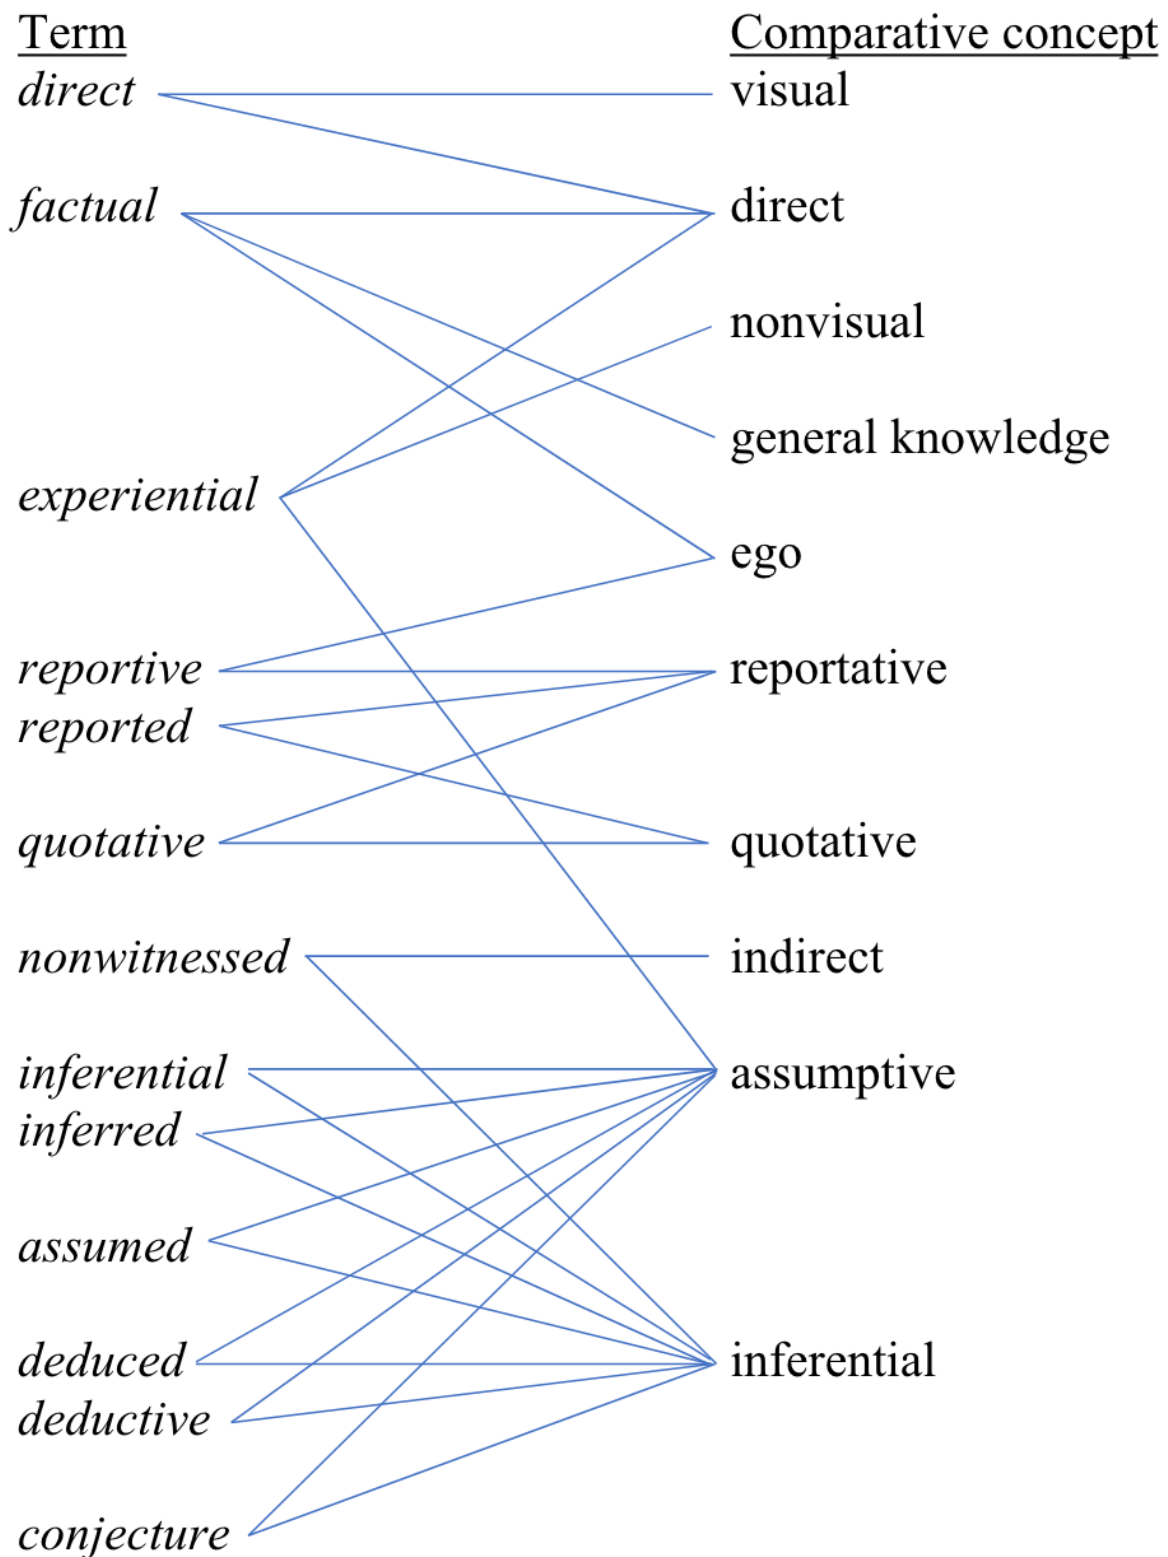 Term Comparative concept
direct visual
factual direct
nonvisual
general knowledge
experiential
ego
reportive reportative
reported
quotative quotative
nonwitnessed indirect
inferential assumptive
inferred
assumed
deduced inferential
deductive
conjecture